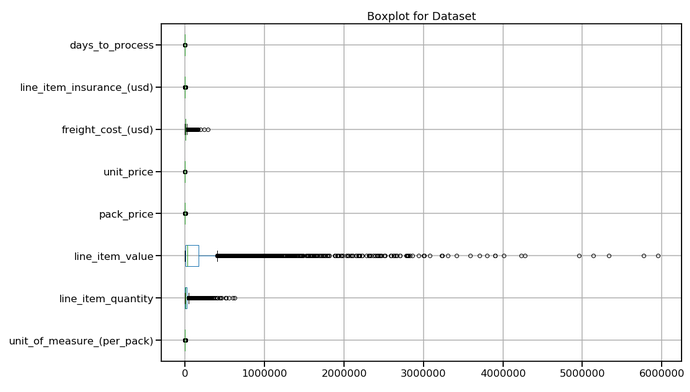 Boxplot for Dataset
days_to_process
line_item_insurance_(usd)
freight_cost_(usd)
unit_price
pack_price
line_item_value
line_item_quantity
unit_of_measure_(per_pack)
0 1000000 2000000 3000000 4000000 5000000 6000000